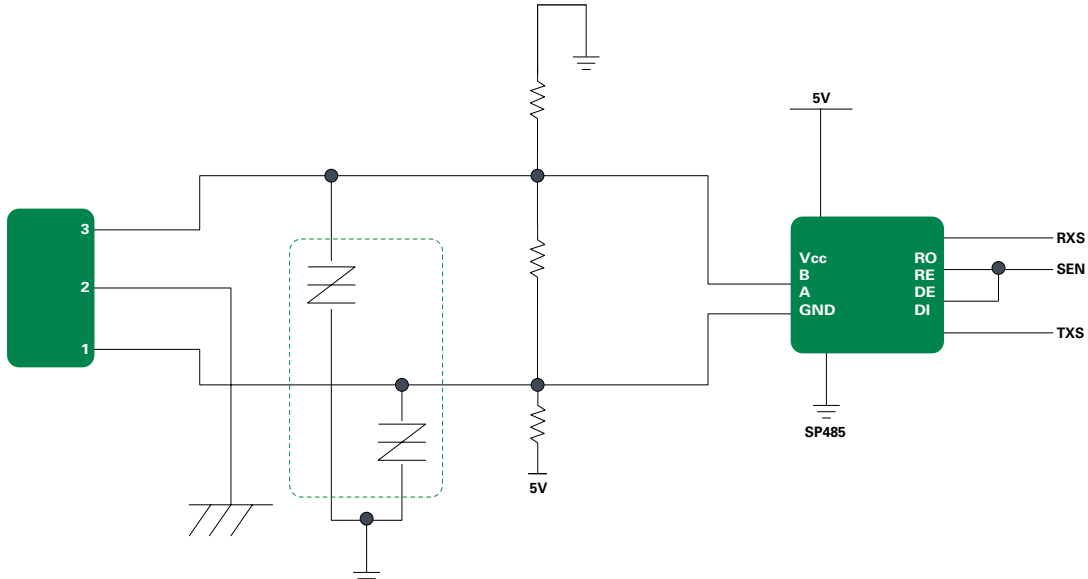 3
2
1
5V
5V
Vcc
B
A
GND
RO
RE
DE
DI
SP485
RXS
SEN
TXS